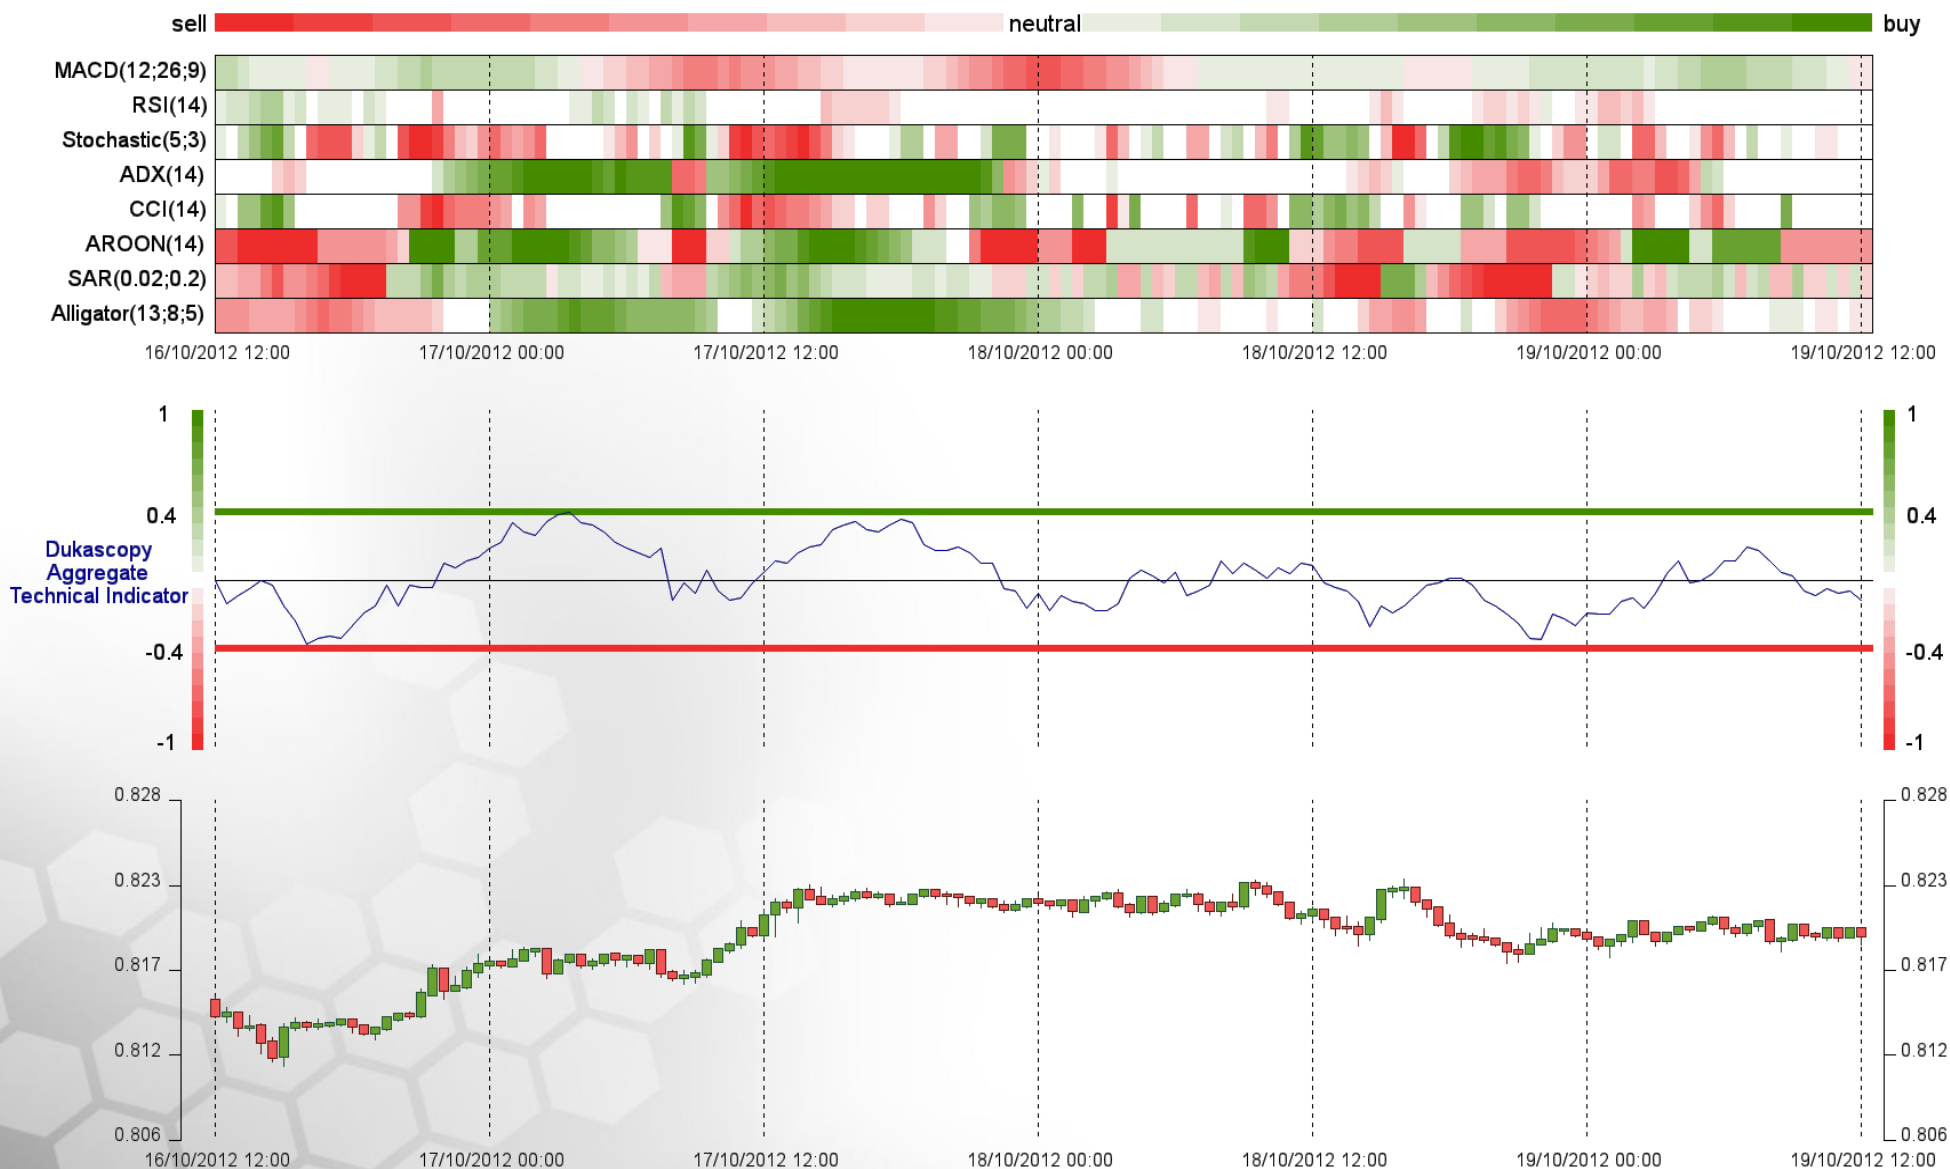 sell neutral buy
MACD(12;26;9)
RSI(14)
Stochastic(5;3)
ADX(14)
CCI(14)
AROON(14)
SAR(0.02;0.2)
Alligator(13;8;5)
16/10/2012 12:00 17/10/2012 00:00 17/10/2012 12:00 18/10/2012 00:00 18/10/2012 12:00 19/10/2012 00:00 19/10/2012 12:00
1 1
0.4 0.4
Dukascopy
Aggregate
Technical Indicator
-0.4 -0.4
-1 -1
0.828 0.828
0.823 0.823
0.817 0.817
0.812 0.812
0.806 0.806
16/10/2012 12:00 17/10/2012 00:00 17/10/2012 12:00 18/10/2012 00:00 18/10/2012 12:00 19/10/2012 00:00 19/10/2012 12:00